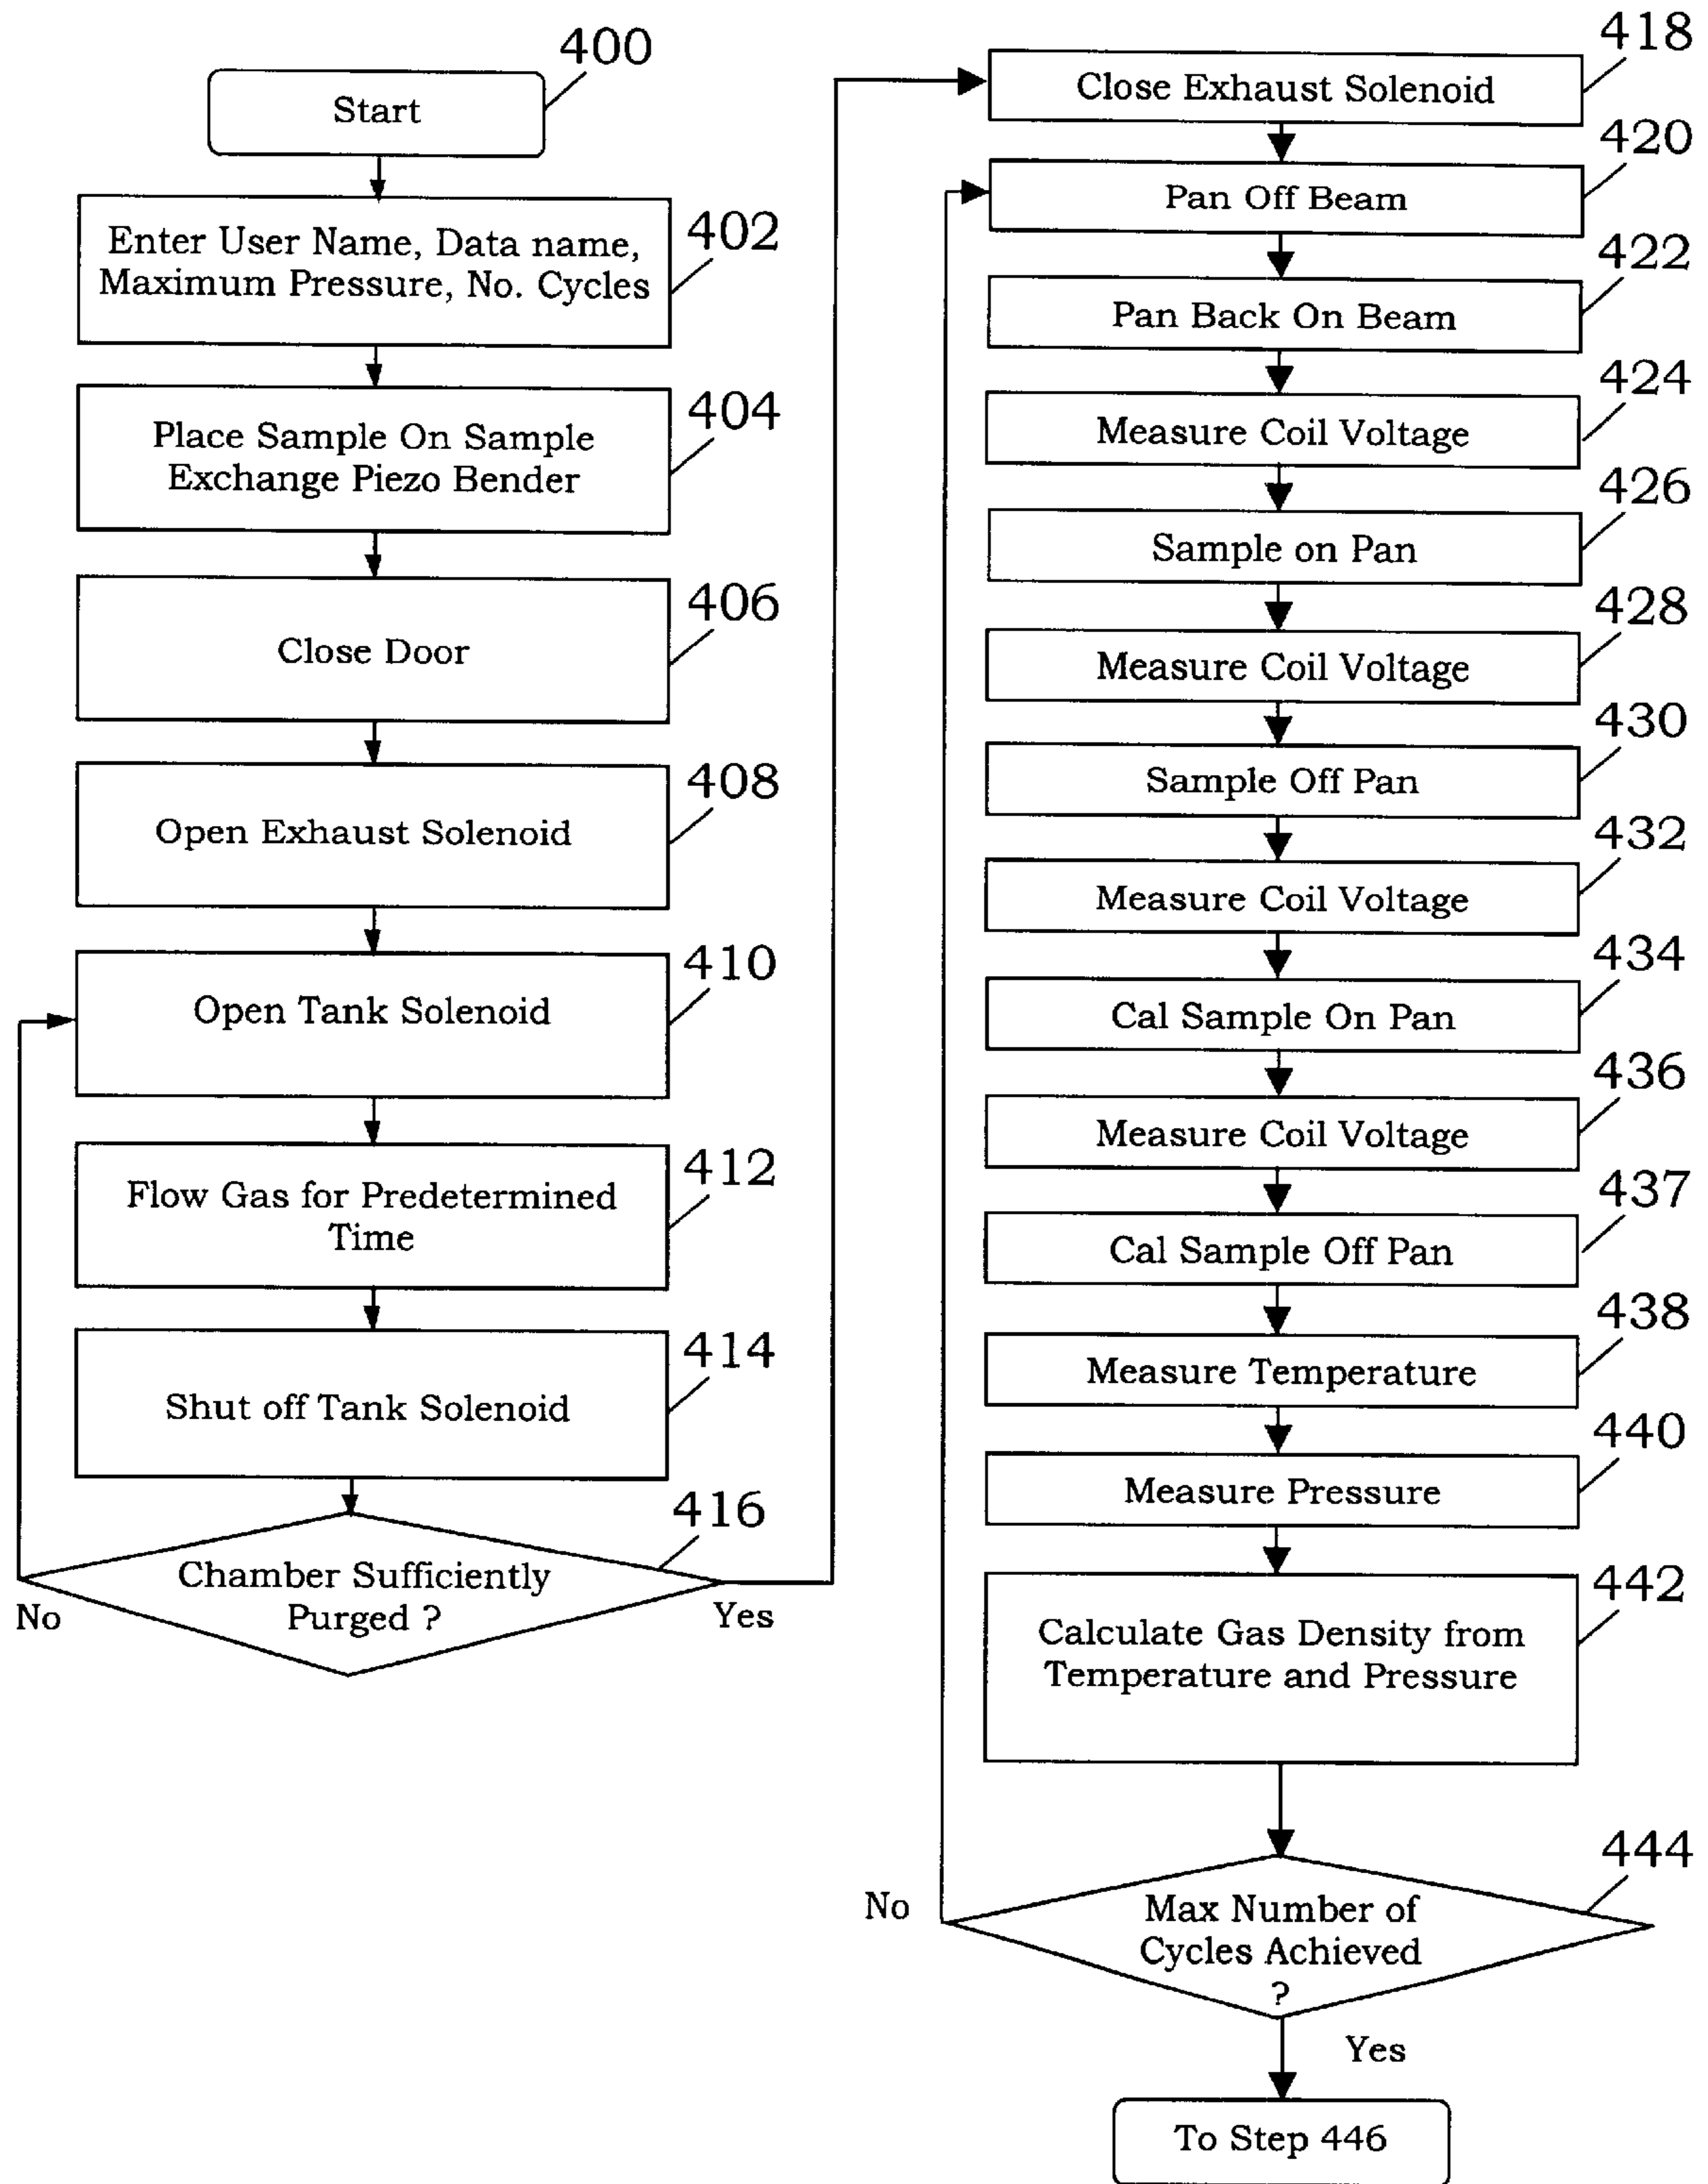 400
Start
402
Enter User Name, Data name,
Maximum Pressure, No. Cycles
404
Place Sample On Sample
Exchange Piezo Bender
406
Close Door
408
Open Exhaust Solenoid
410
Open Tank Solenoid
412
Flow Gas for Predetermined
Time
414
Shut off Tank Solenoid
416
Chamber Sufficiently
Purged ?
No
Yes
418
Close Exhaust Solenoid
420
Pan Off Beam
422
Pan Back On Beam
424
Measure Coil Voltage
426
Sample on Pan
428
Measure Coil Voltage
430
Sample Off Pan
432
Measure Coil Voltage
434
Cal Sample On Pan
436
Measure Coil Voltage
437
Cal Sample Off Pan
438
Measure Temperature
440
Measure Pressure
442
Calculate Gas Density from
Temperature and Pressure
444
No
Max Number of
Cycles Achieved
?
Yes
To Step 446